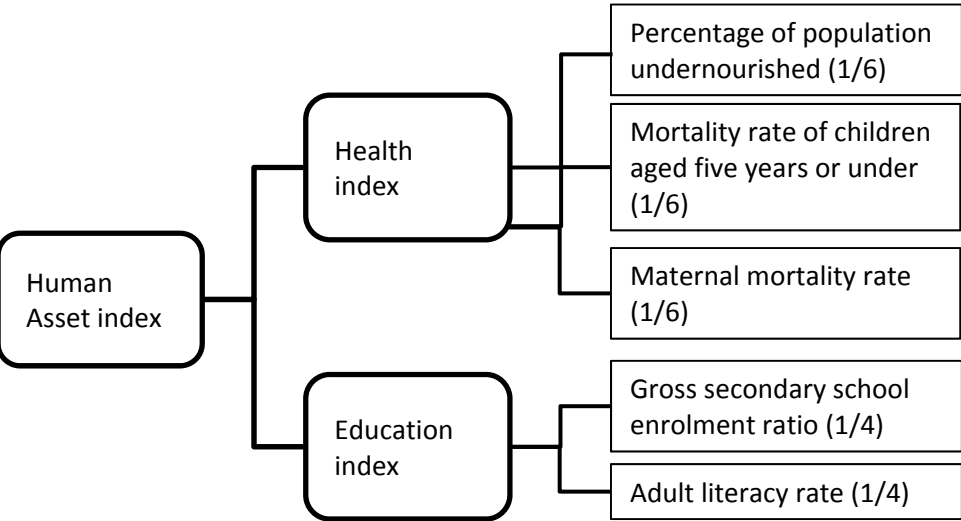 Percentage of population
undernourished (1/6)
Health
index
Mortality rate of children
aged five years or under
(1/6)
Human
Asset index
Maternal mortality rate
(1/6)
Education
index
Gross secondary school
enrolment ratio (1/4)
Adult literacy rate (1/4)